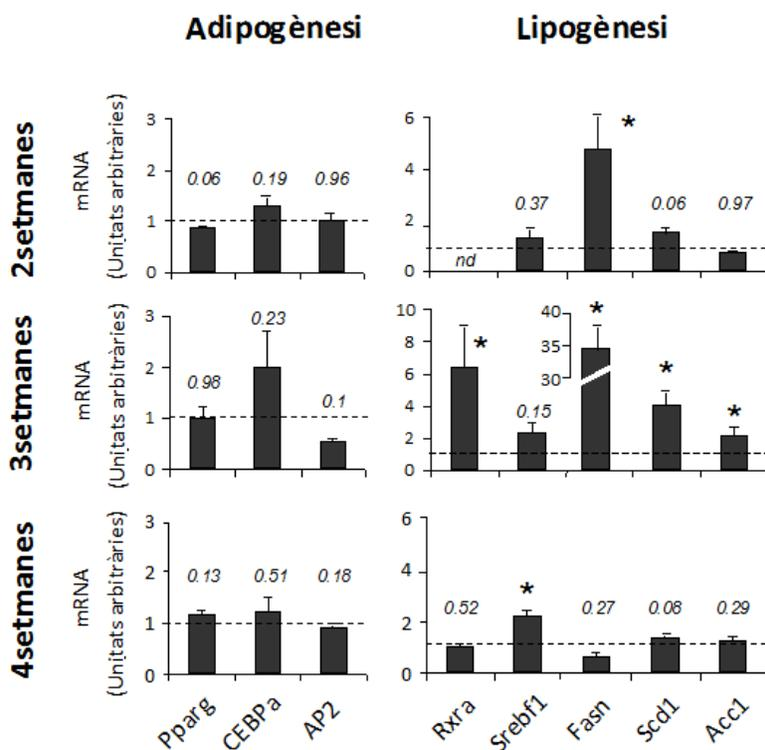 Adipogènesi
Lipogènesi
2setmanes
mRNA
(Unitats arbitràries)
3
2
1
0
0.06
0.19
0.96
6
4
2
0
nd
0.37
*
0.06
0.97
3setmanes
mRNA
(Unitats arbitràries)
3
2
1
0
0.98
0.23
0.1
10
8
6
4
2
0
*
0.15
40
35
30
*
*
*
4setmanes
mRNA
(Unitats arbitràries)
3
2
1
0
0.13
0.51
0.18
6
4
2
0
0.52
*
0.27
0.08
0.29
Pparg
CEBPa
AP2
Rxra
Srebf1
Fasn
Scd1
Acc1